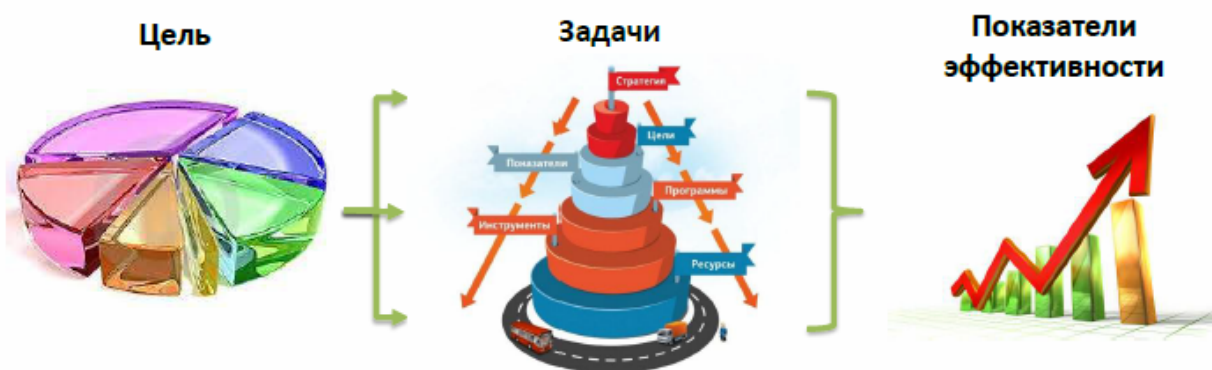 Цель
Задачи
Показатели
эффективности
Стратегия
Цели
Показатели
Программы
Инструменты
Ресурсы